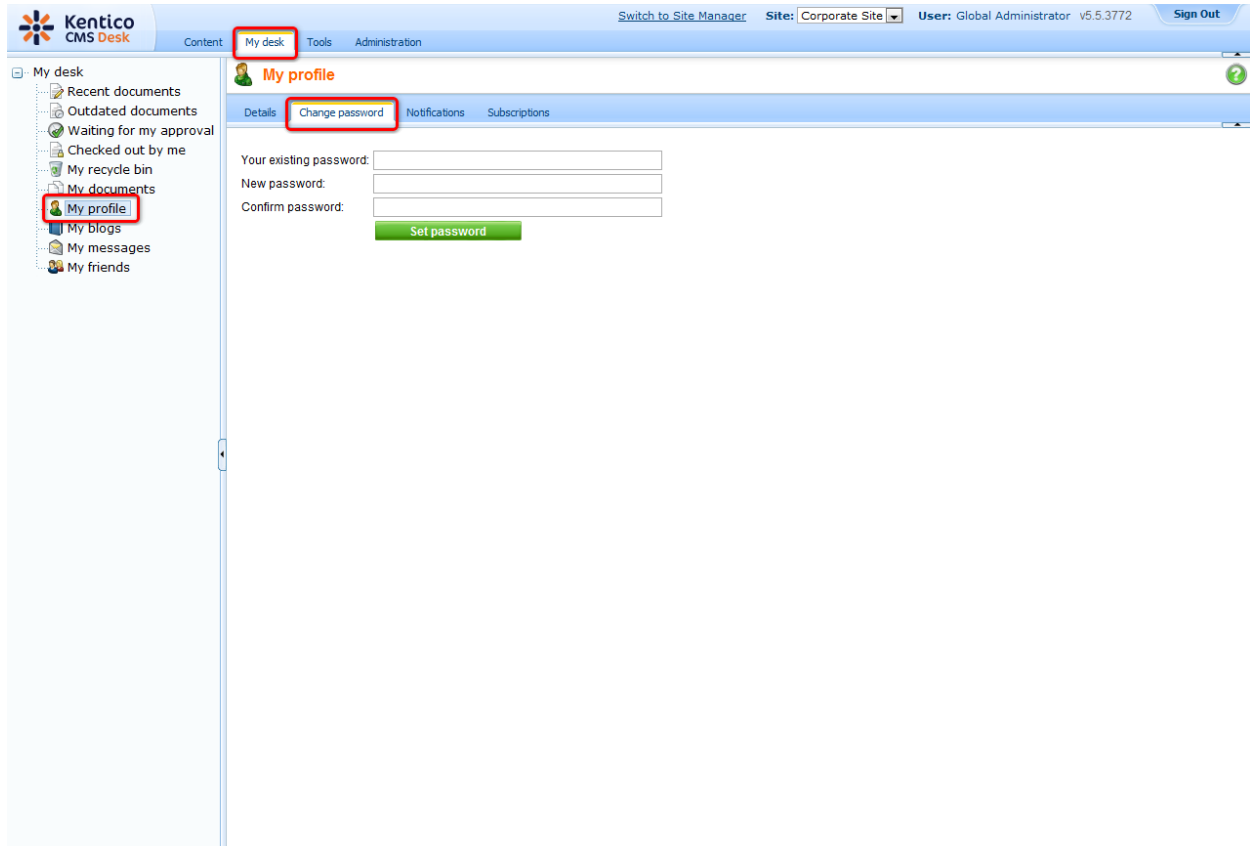 Kentico
CMS Desk
Switch to Site Manager Site: Corporate Site User: Global Administrator v5.5.3772 Sign Out
Content My desk Tools Administration
My desk
Recent documents
Outdated documents
Waiting for my approval
Checked out by me
My recycle bin
My documents
My profile
My blogs
My messages
My friends
My profile
Details Change password Notifications Subscriptions
Your existing password:
New password:
Confirm password:
Set password